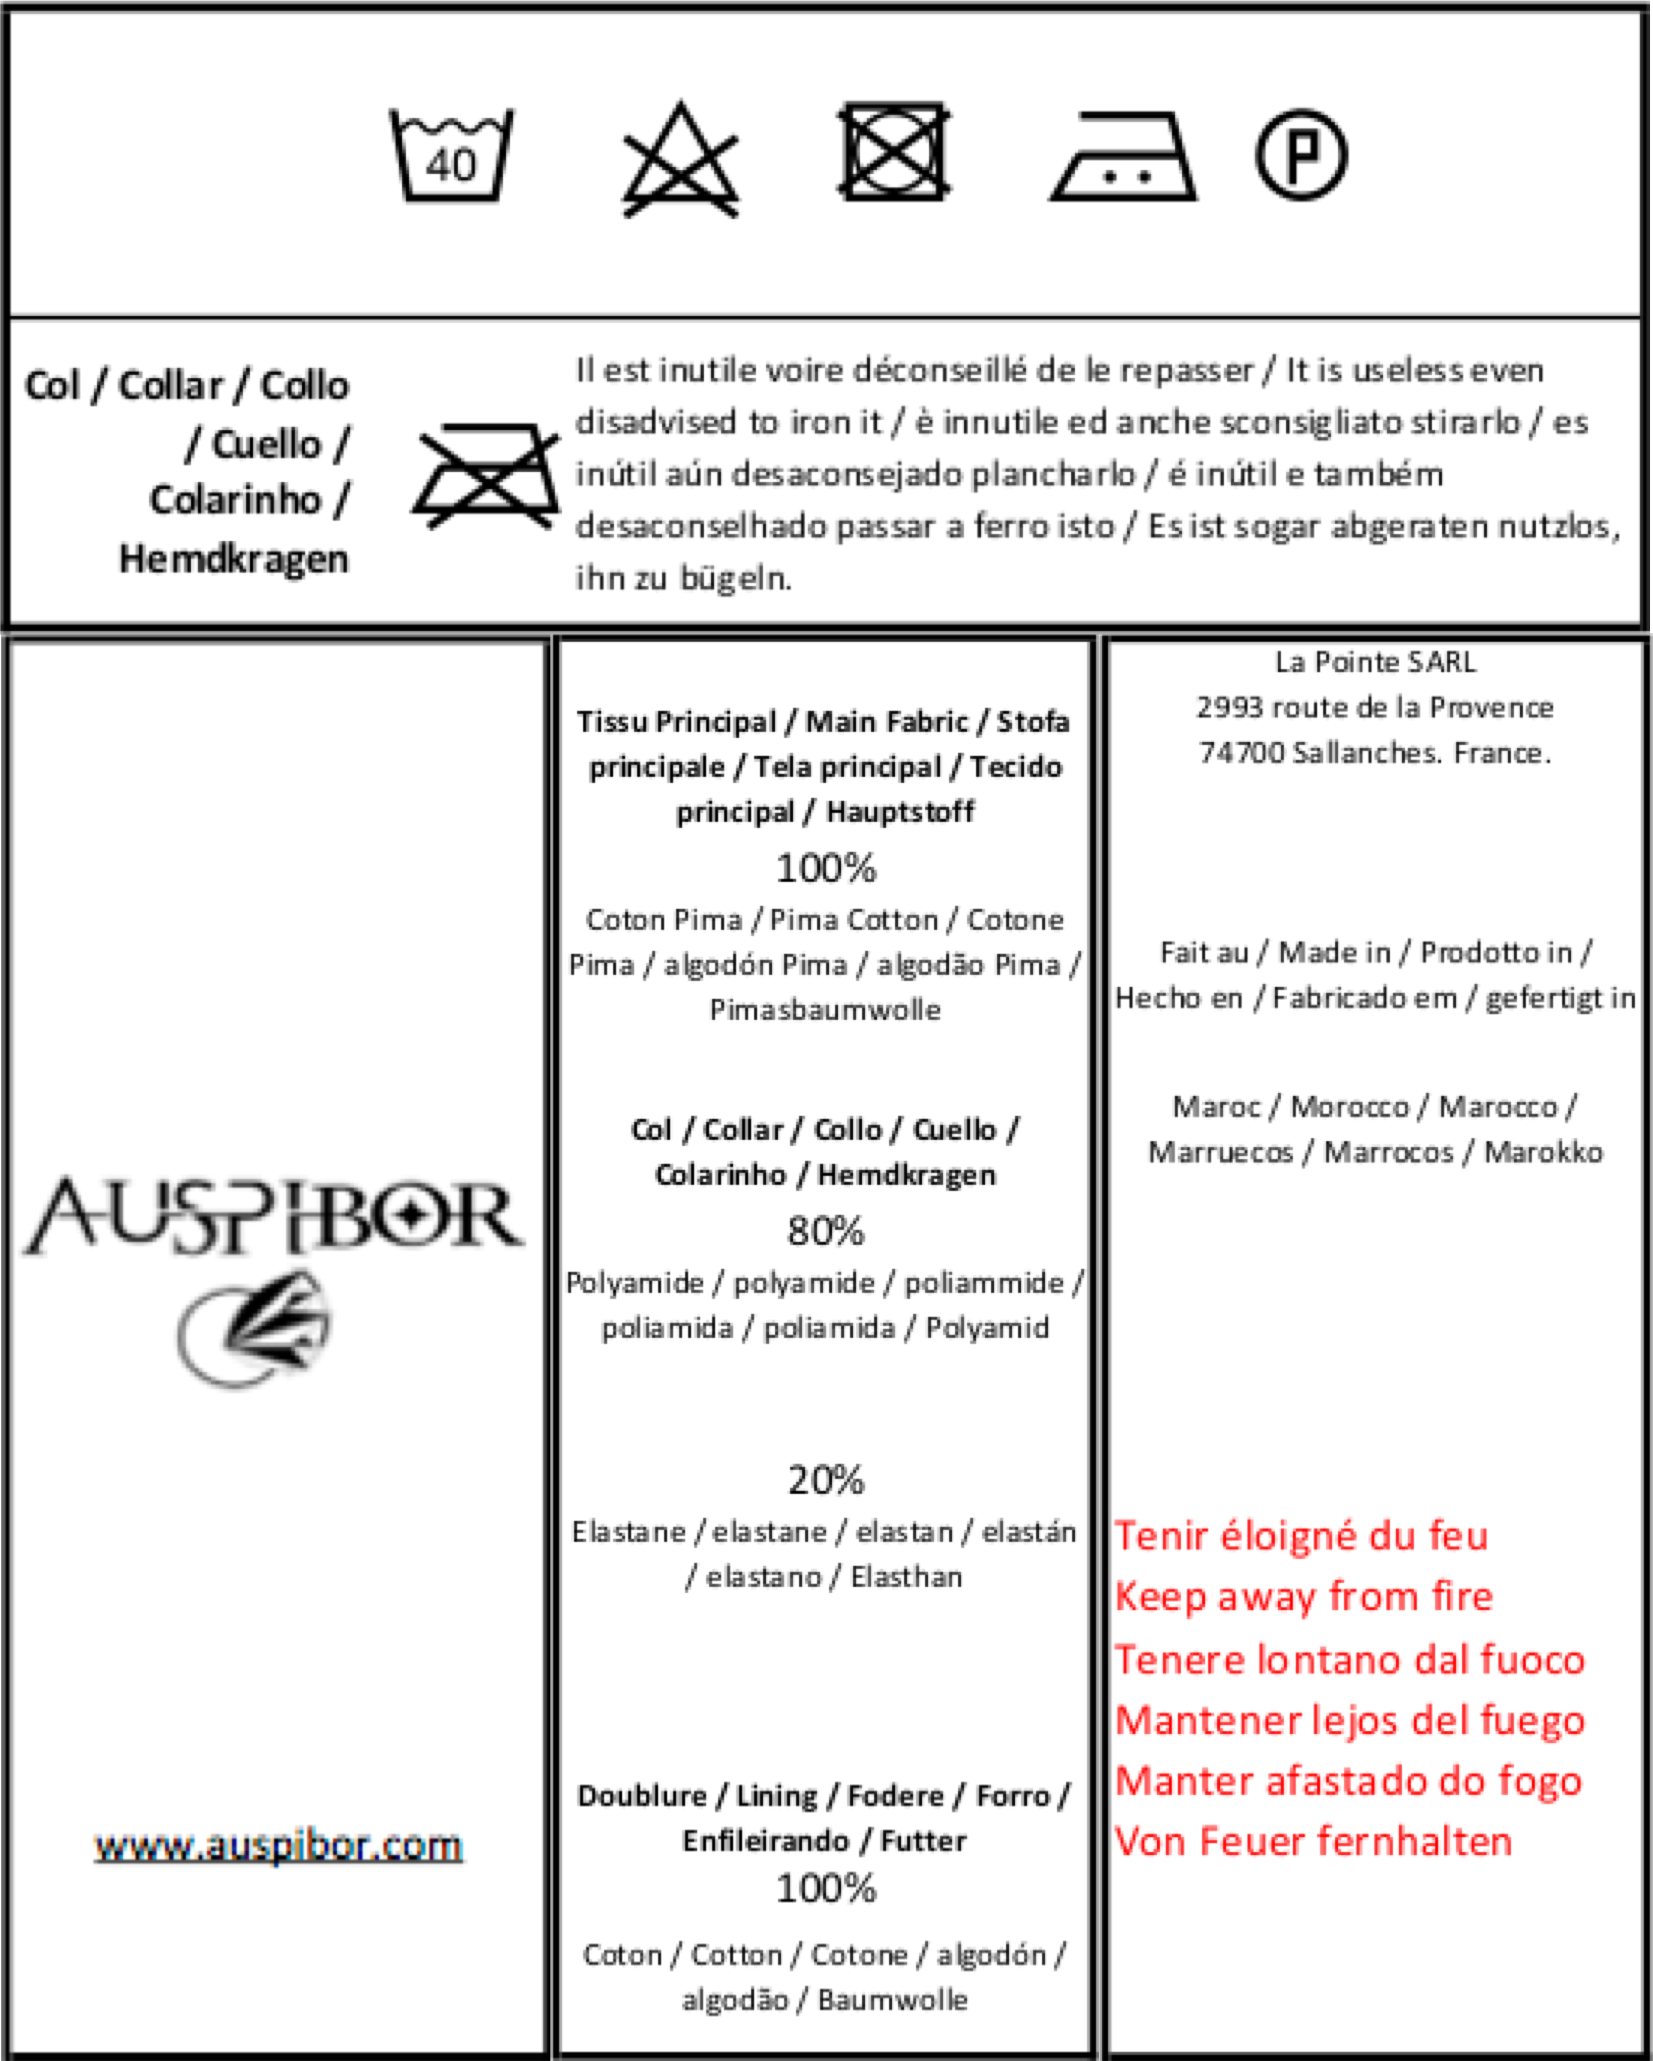 40
P
Col / Collar / Collo
/ Cuello /
Colarinho /
Hemdkragen
Il est inutile voire déconseillé de le repasser / It is useless even
disadvised to iron it / è innutile ed anche sconsigliato stirarlo / es
inútil aún desaconsejado plancharlo / é inútil e também
desaconselhado passar a ferro isto / Es ist sogar abgeraten nutzlos,
ihn zu bügeln.
AUSPIBOR
www.auspibor.com
Tissu Principal / Main Fabric / Stofa
principale / Tela principal / Tecido
principal / Hauptstoff
100%
Coton Pima / Pima Cotton / Cotone
Pima / algodón Pima / algodão Pima /
Pimasbaumwolle
Col / Collar / Collo / Cuello /
Colarinho / Hemdkragen
80%
Polyamide / polyamide / poliammide /
poliamida / poliamida / Polyamid
20%
Elastane / elastane / elastan / elastán
/ elastano / Elasthan
Doublure / Lining / Fodere / Forro /
Enfileirando / Futter
100%
Coton / Cotton / Cotone / algodón /
algodão / Baumwolle
La Pointe SARL
2993 route de la Provence
74700 Sallanches. France.
Fait au / Made in / Prodotto in /
Hecho en / Fabricado em / gefertigt in
Maroc / Morocco / Marocco /
Marruecos / Marrocos / Marokko
Tenir éloigné du feu
Keep away from fire
Tenere lontano dal fuoco
Mantener lejos del fuego
Manter afastado do fogo
Von Feuer fernhalten